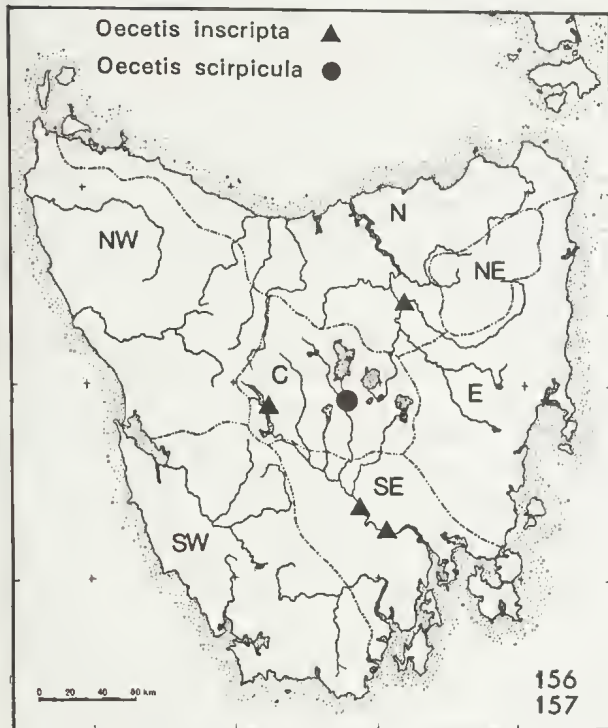 Oecetis inscripta ▲
Oecetis scirpicula ●
N
NW
NE
C
E
SE
SW
0 20 40 60 km
156
157